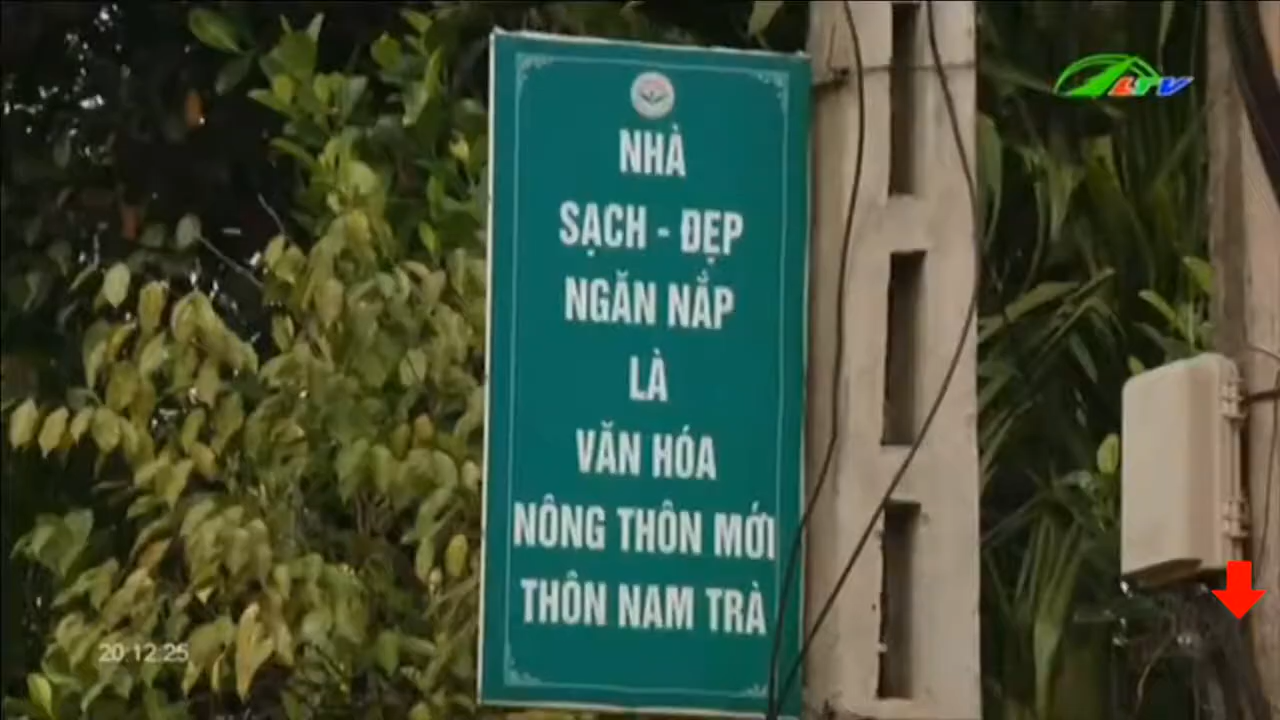 LTV
NHÀ
SẠCH - ĐẸP
NGĂN NẮP
LÀ
VĂN HÓA
NÔNG THÔN MỚI
THÔN NAM TRÀ
20:12:25